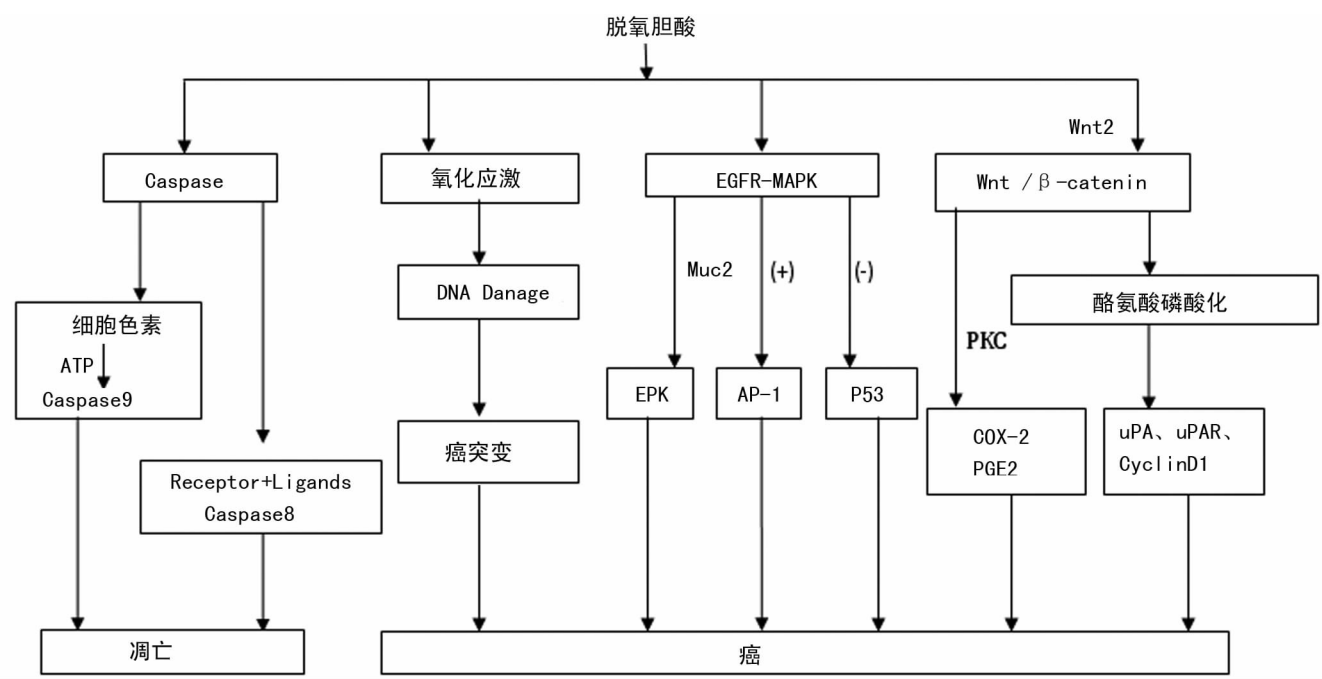 脱氧胆酸
Wnt2
Caspase
氧化应激
EGFR-MAPK
Wnt /β-catenin
Muc2
(+)
(-)
DNA Danage
酪氨酸磷酸化
细胞色素
ATP
Caspase9
PKC
EPK
AP-1
P53
癌突变
COX-2
PGE2
uPA、uPAR、
CyclinD1
Receptor+Ligands
Caspase8
凋亡
癌